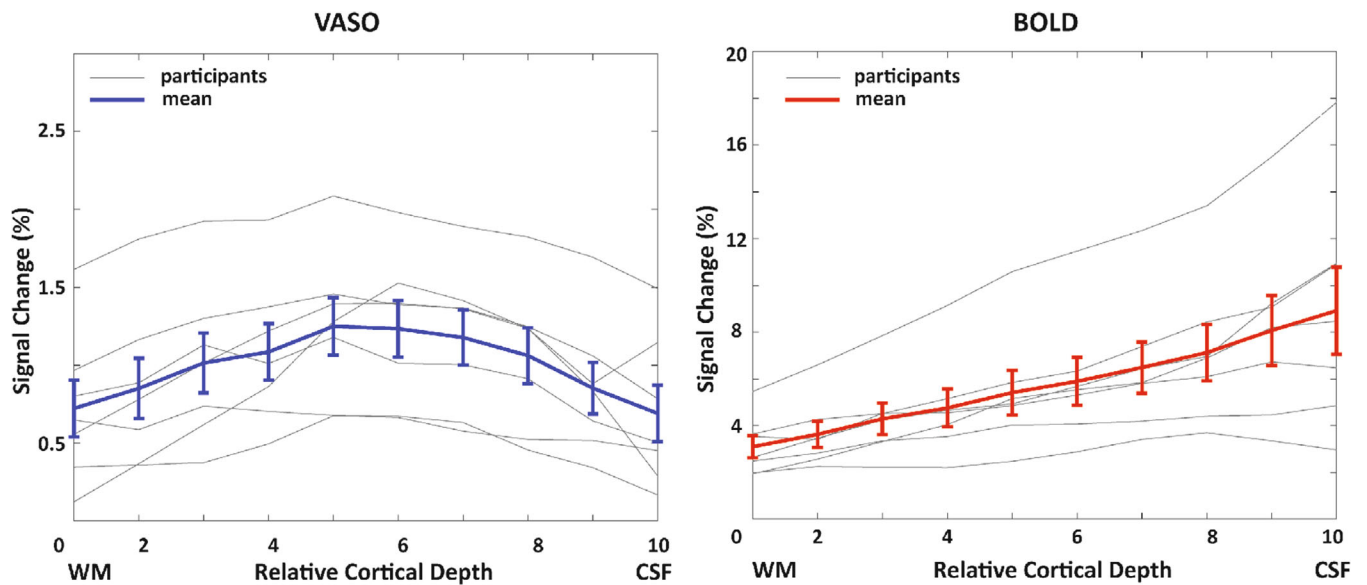 VASO
participants
mean
2.5
1.5
0.5
Signal Change (%)
0 2 4 6 8 10
WM Relative Cortical Depth CSF
BOLD
participants
mean
20
16
12
8
4
0
Signal Change (%)
0 2 4 6 8 10
WM Relative Cortical Depth CSF